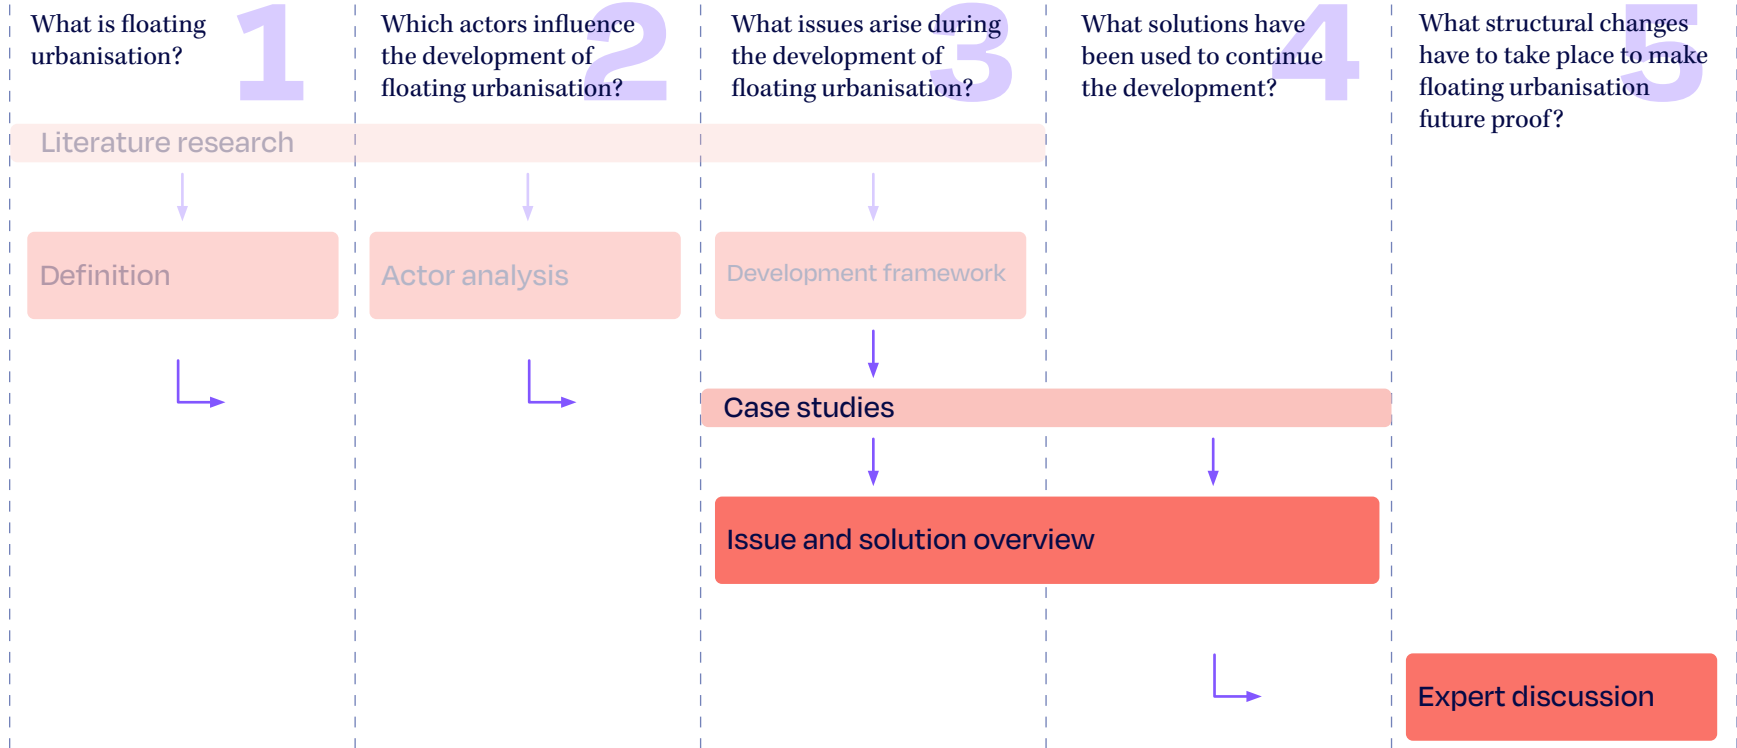 What is floating
urbanisation?
1
Which actors influence
the development of
floating urbanisation?
2
What issues arise during
the development of
floating urbanisation?
3
What solutions have
been used to continue
the development?
4
What structural changes
have to take place to make
floating urbanisation
future proof?
5
Literature research
Definition
Actor analysis
Development framework
Case studies
Issue and solution overview
Expert discussion